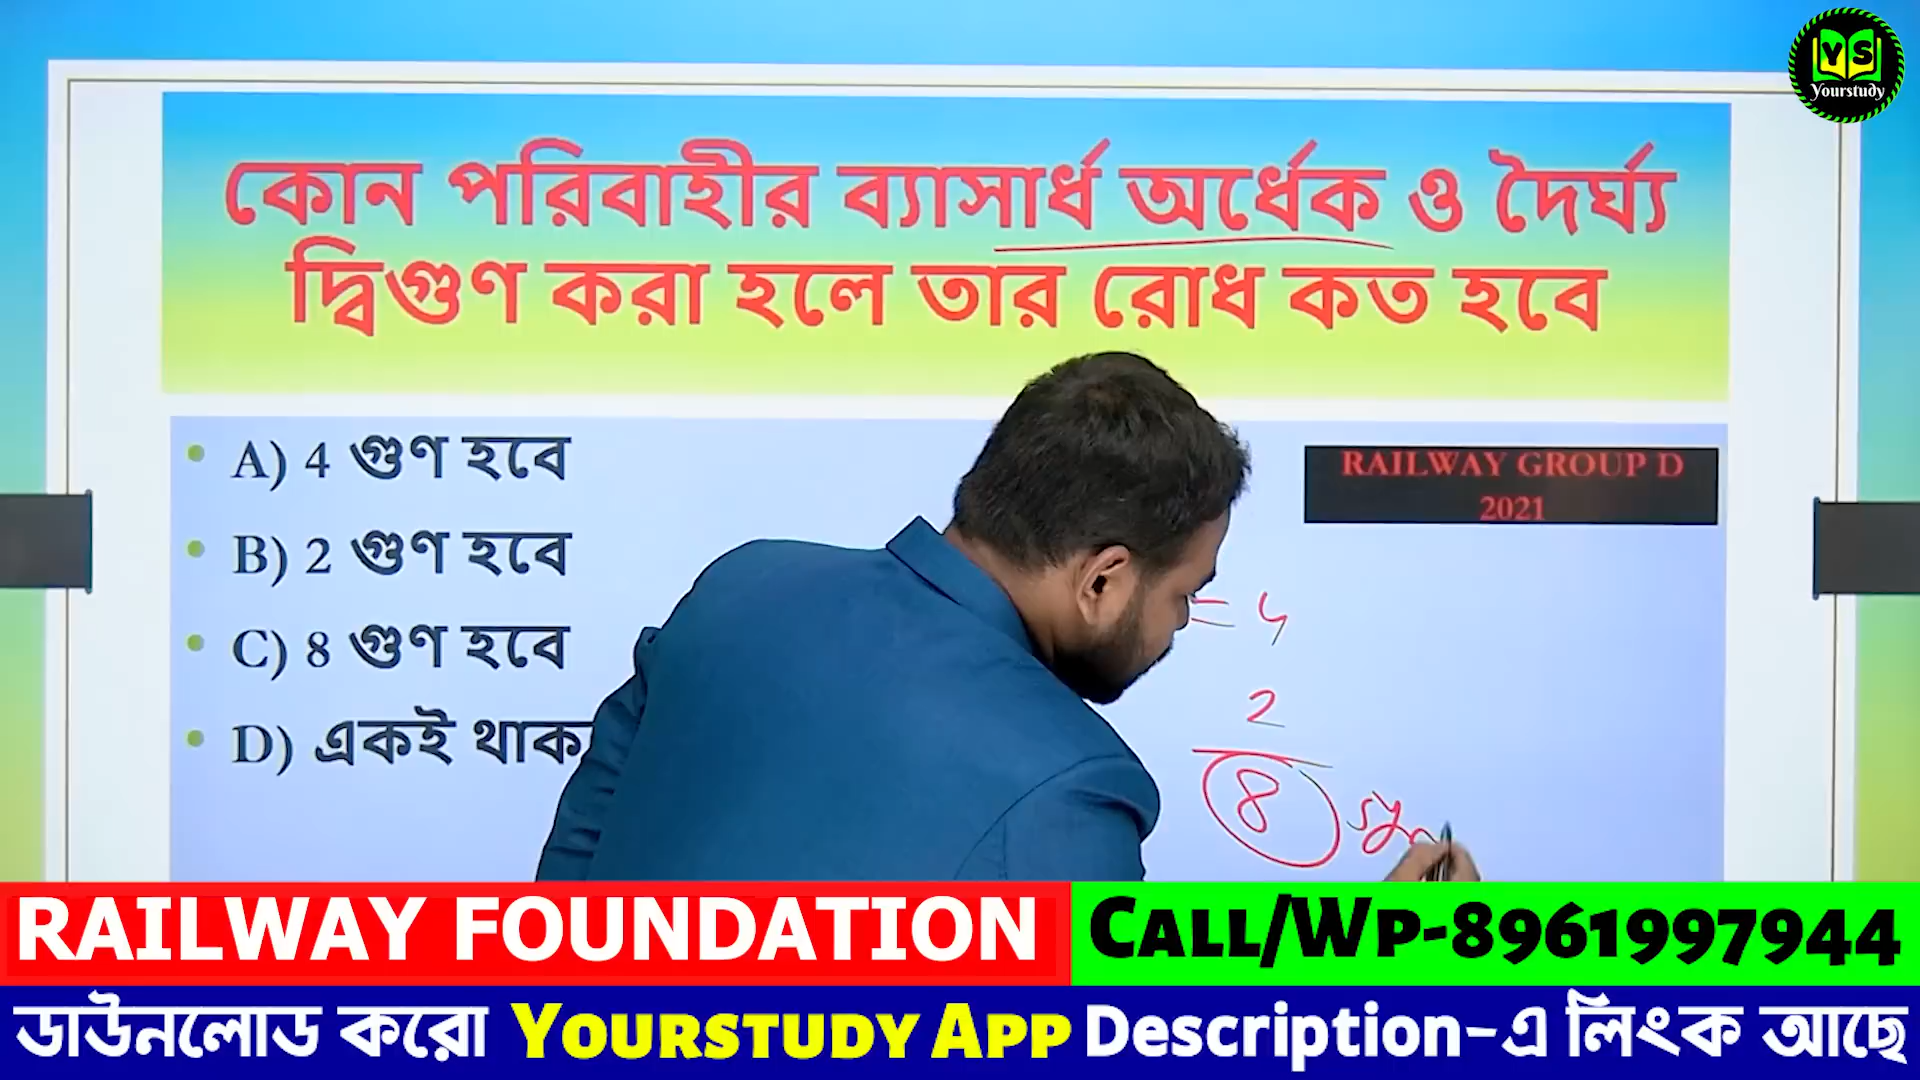 YS
Yourstudy
কোন পরিবাহীর ব্যাসার্ধ অর্ধেক ও দৈর্ঘ্য
দ্বিগুণ করা হলে তার রোধ কত হবে
A) 4 গুণ হবে
B) 2 গুণ হবে
C) 8 গুণ হবে
D) একই
RAILWAY GROUP D
2021
= 4
2
8
RAILWAY FOUNDATION
CALL/WP-8961997944
ডাউনলোড করো YOURSTUDY APP Description-এ লিংক আছে